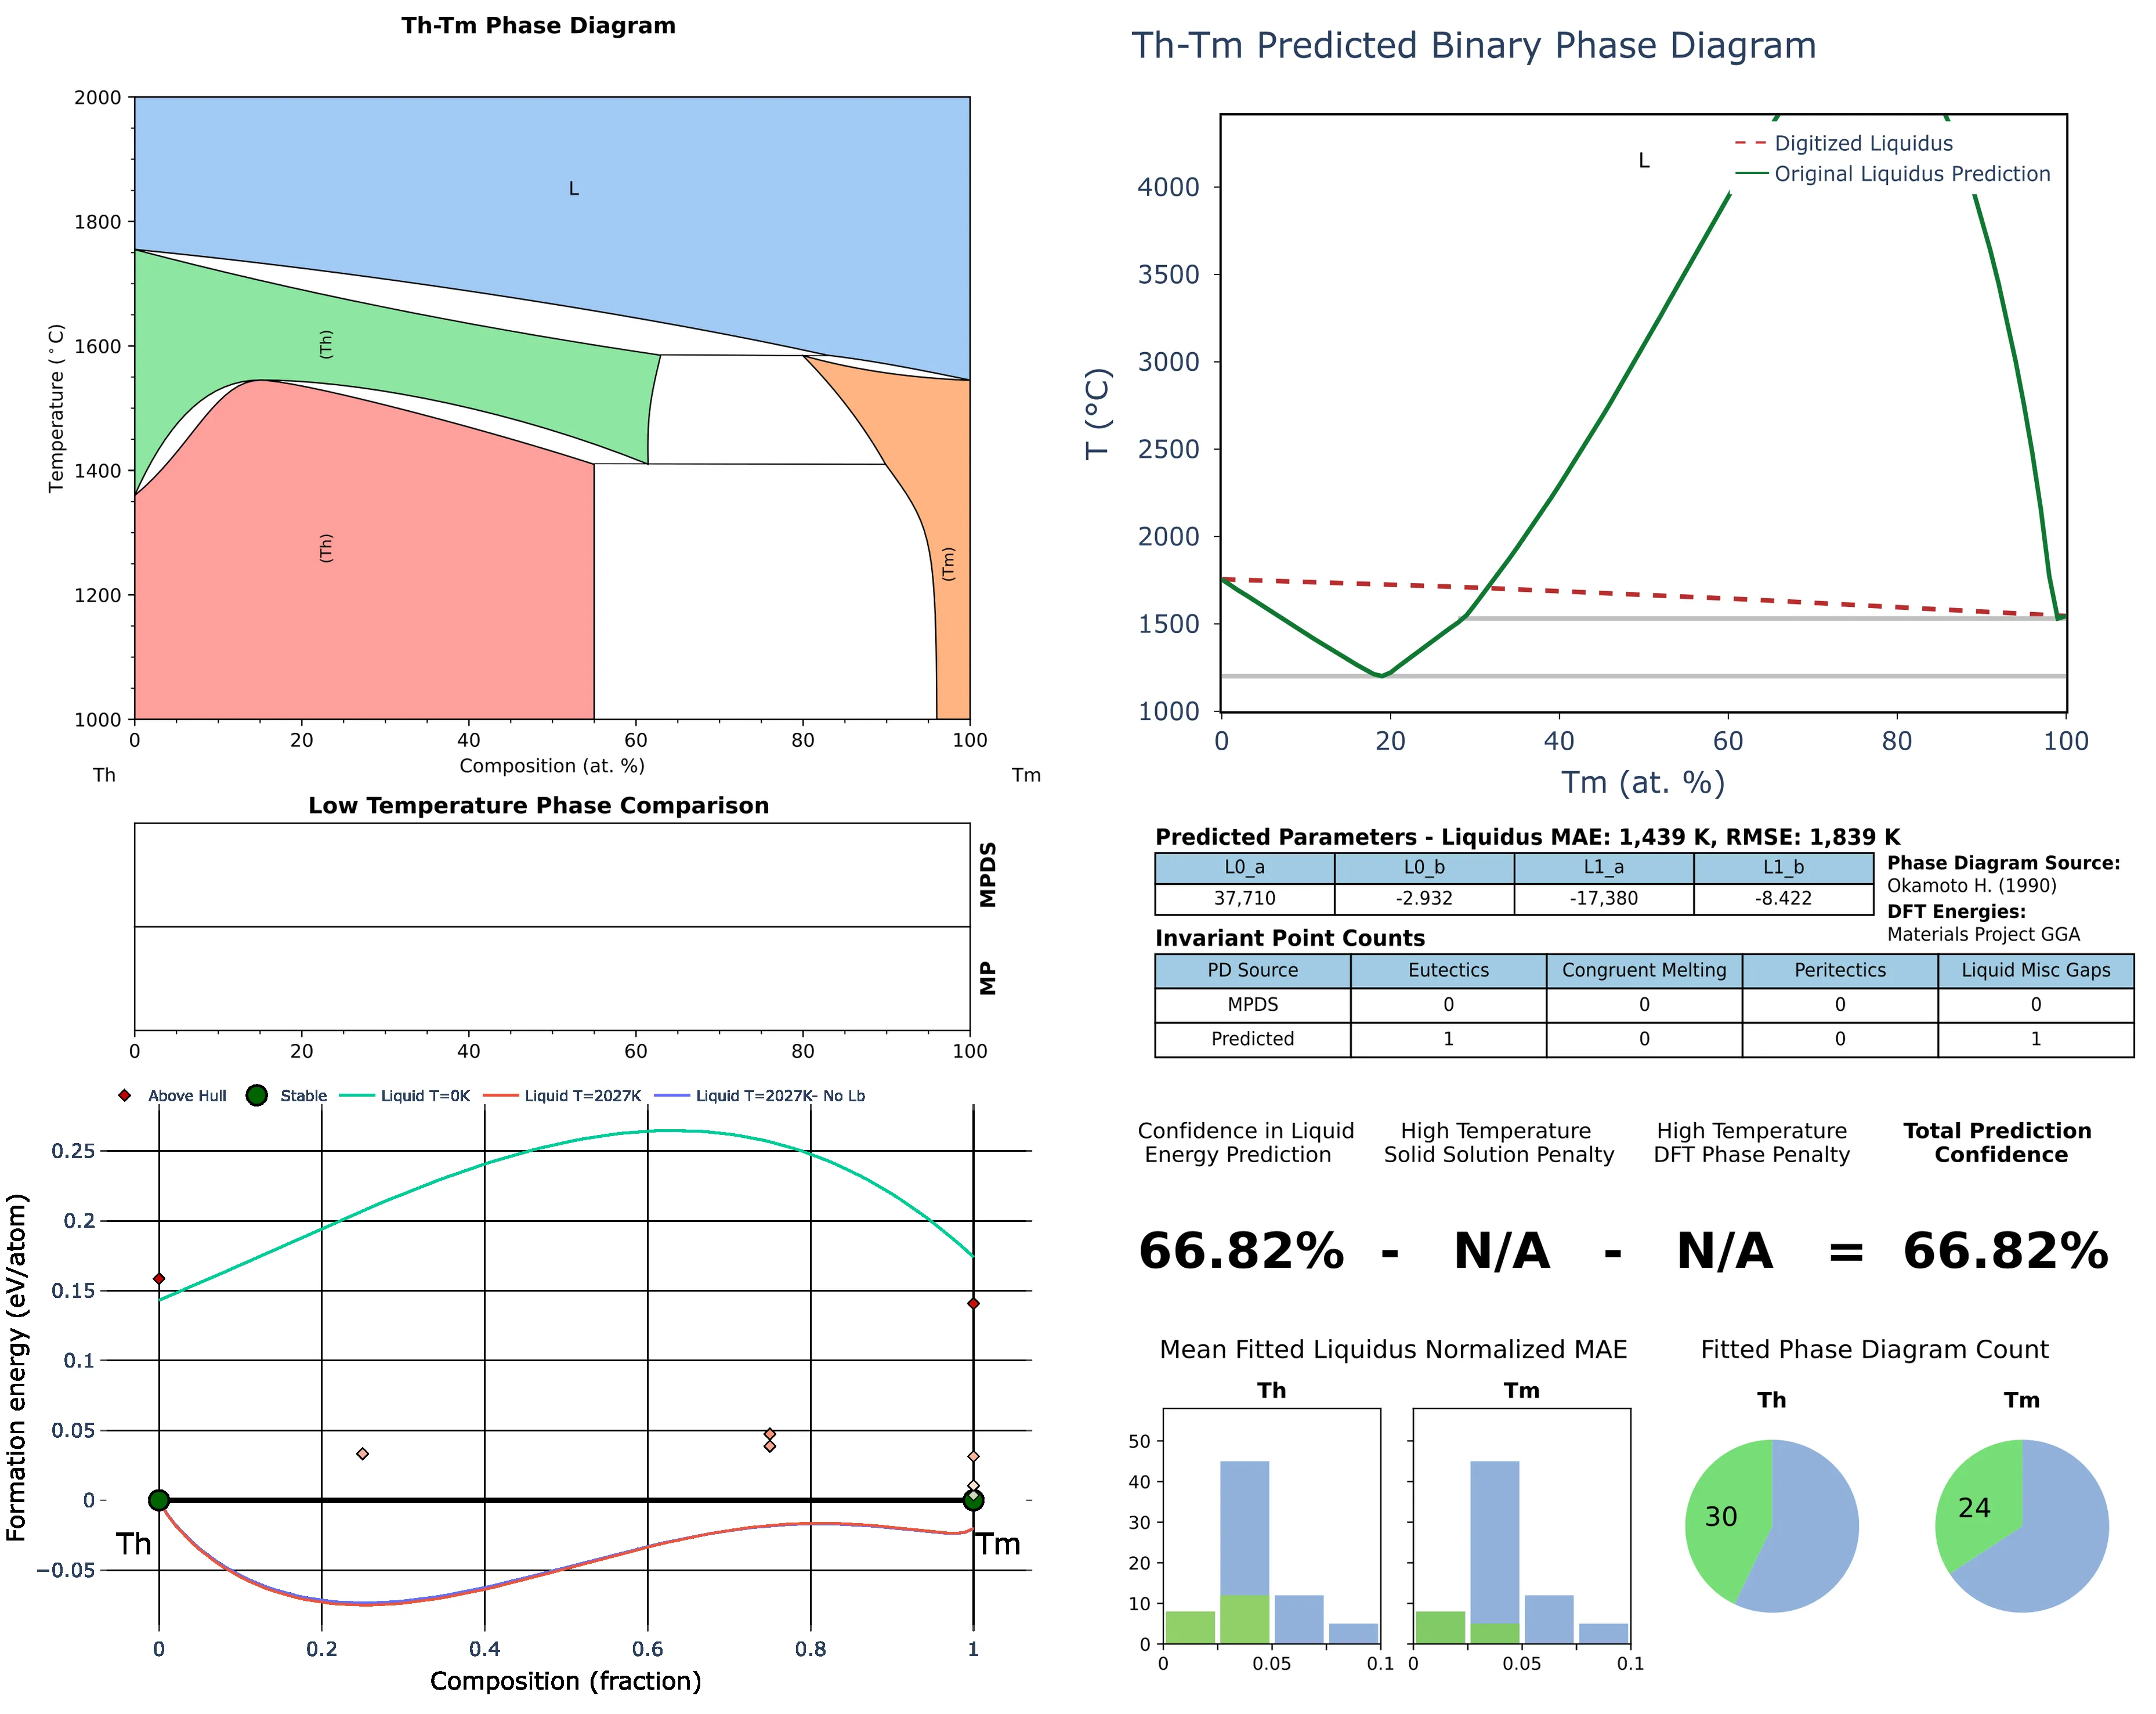 Th-Tm Phase Diagram
2000
1800
1600
1400
1200
1000
Temperature (°C)
L
(Th)
(Th)
(Tm)
0 20 40 60 80 100
Th Composition (at. %) Tm
Th-Tm Predicted Binary Phase Diagram
4000
3500
3000
2500
2000
1500
1000
T (°C)
L
Digitized Liquidus
Original Liquidus Prediction
0 20 40 60 80 100
Tm (at. %)
Low Temperature Phase Comparison
MPDS
MP
0 20 40 60 80 100
Predicted Parameters - Liquidus MAE: 1,439 K, RMSE: 1,839 K
L0_a L0_b L1_a L1_b
37,710 -2.932 -17,380 -8.422
Phase Diagram Source:
Okamoto H. (1990)
DFT Energies:
Materials Project GGA
Invariant Point Counts
PD Source Eutectics Congruent Melting Peritectics Liquid Misc Gaps
MPDS 0 0 0 0
Predicted 1 0 0 1
Above Hull Stable Liquid T=0K Liquid T=2027K Liquid T=2027K- No Lb
0.25
0.2
0.15
0.1
0.05
0
−0.05
Formation energy (eV/atom)
Th
Tm
0 0.2 0.4 0.6 0.8 1
Composition (fraction)
Confidence in Liquid
Energy Prediction
High Temperature
Solid Solution Penalty
High Temperature
DFT Phase Penalty
Total Prediction
Confidence
66.82% - N/A - N/A = 66.82%
Mean Fitted Liquidus Normalized MAE
Th
Tm
50
40
30
20
10
0
0 0.05 0.1
0 0.05 0.1
Fitted Phase Diagram Count
Th
Tm
30
24